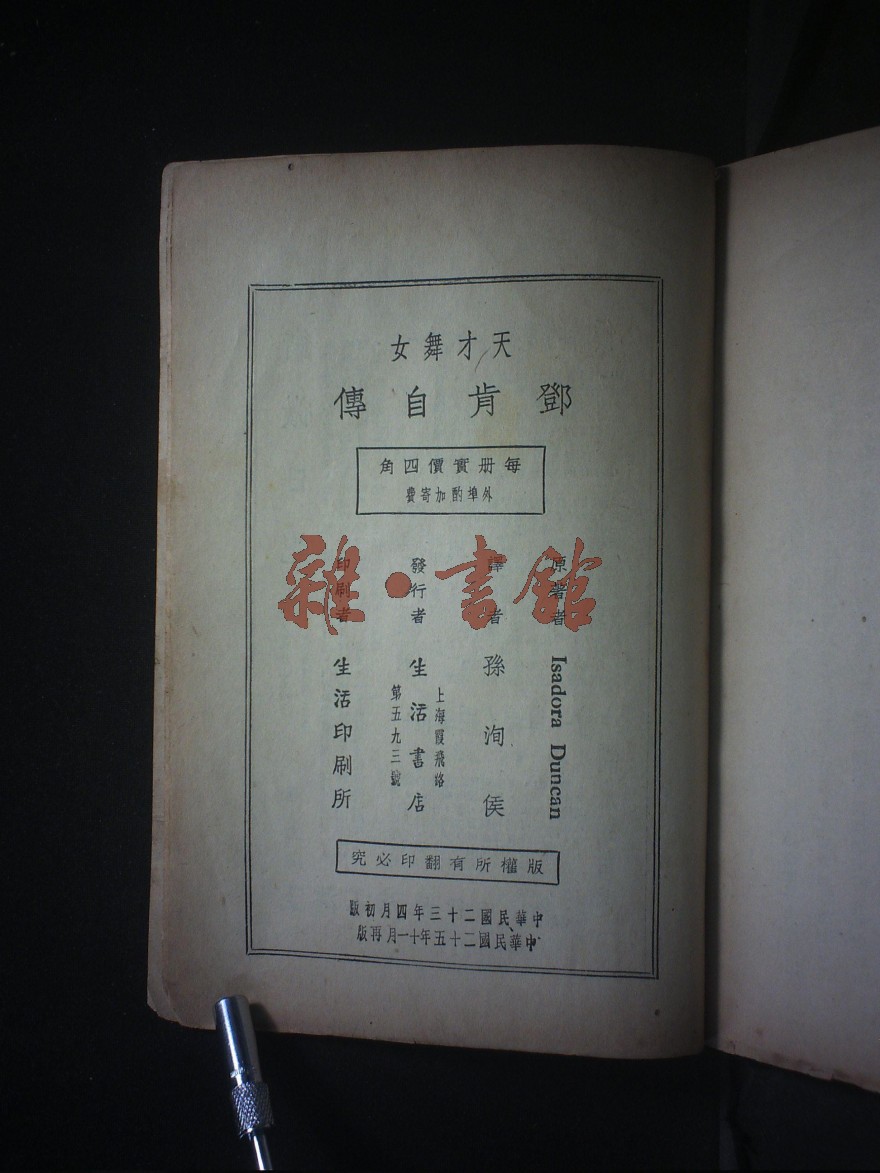 天才舞女
鄧肯自傳
每册實價四角
外埠酌加寄費
原著者 Isadora Duncan
譯者 孫洵侯
發行者 生活書店
上海霞飛路
第五九三號
印刷者 生活印刷所
雜·書館
版權所有翻印必究
中華民國二十三年四月初版
中華民國二十五年十一月再版